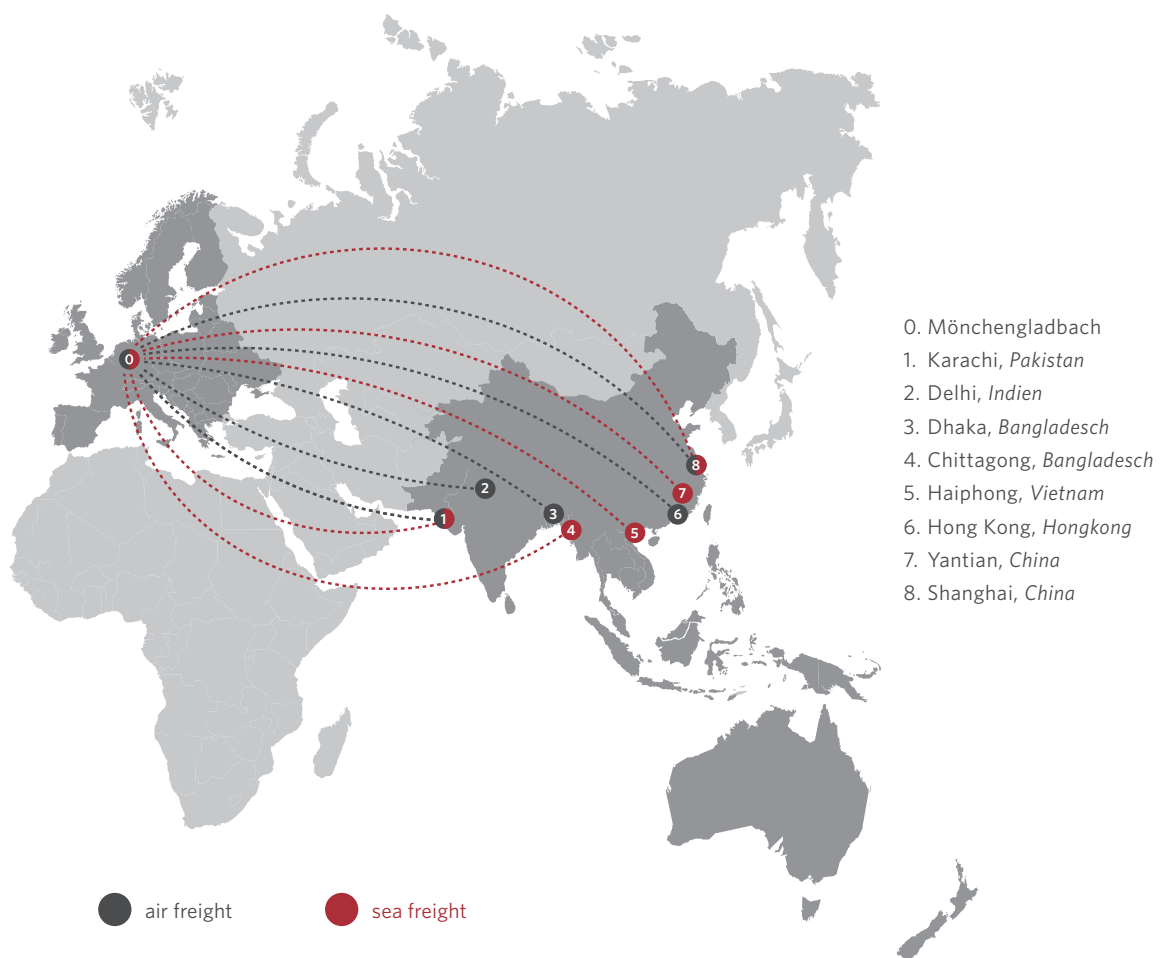 0
1
2
3
4
5
6
7
8
0. Mönchengladbach
1. Karachi, Pakistan
2. Delhi, Indien
3. Dhaka, Bangladesch
4. Chittagong, Bangladesch
5. Haiphong, Vietnam
6. Hong Kong, Hongkong
7. Yantian, China
8. Shanghai, China
air freight
sea freight